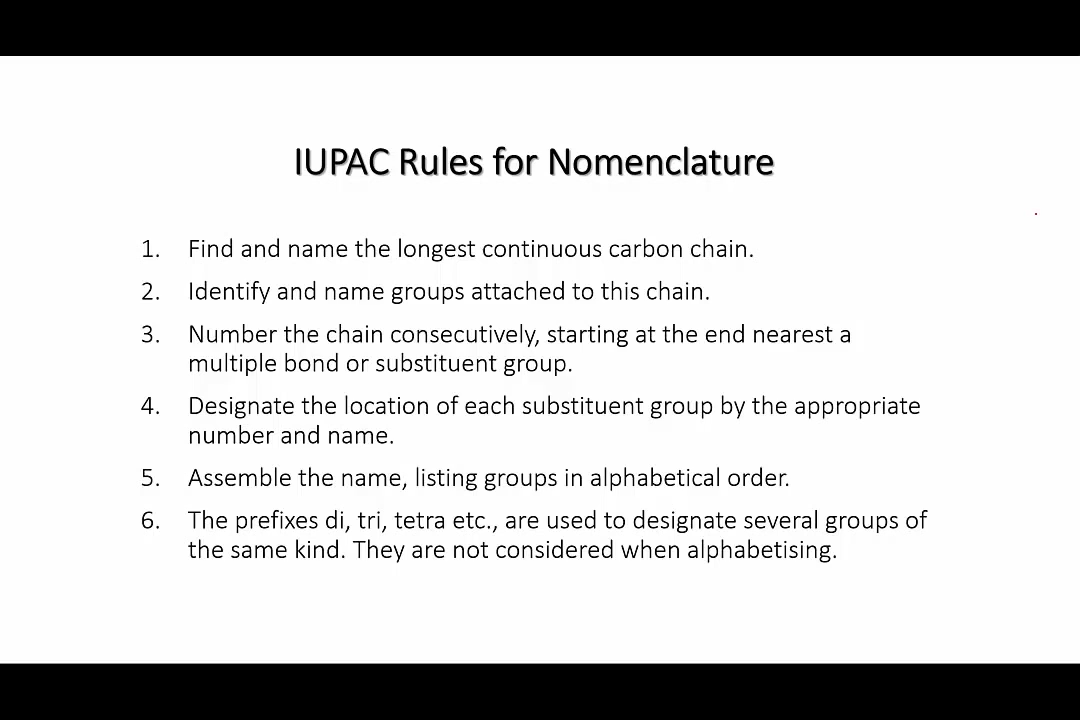 IUPAC Rules for Nomenclature
1. Find and name the longest continuous carbon chain.
2. Identify and name groups attached to this chain.
3. Number the chain consecutively, starting at the end nearest a
multiple bond or substituent group.
4. Designate the location of each substituent group by the appropriate
number and name.
5. Assemble the name, listing groups in alphabetical order.
6. The prefixes di, tri, tetra etc., are used to designate several groups of
the same kind. They are not considered when alphabetising.